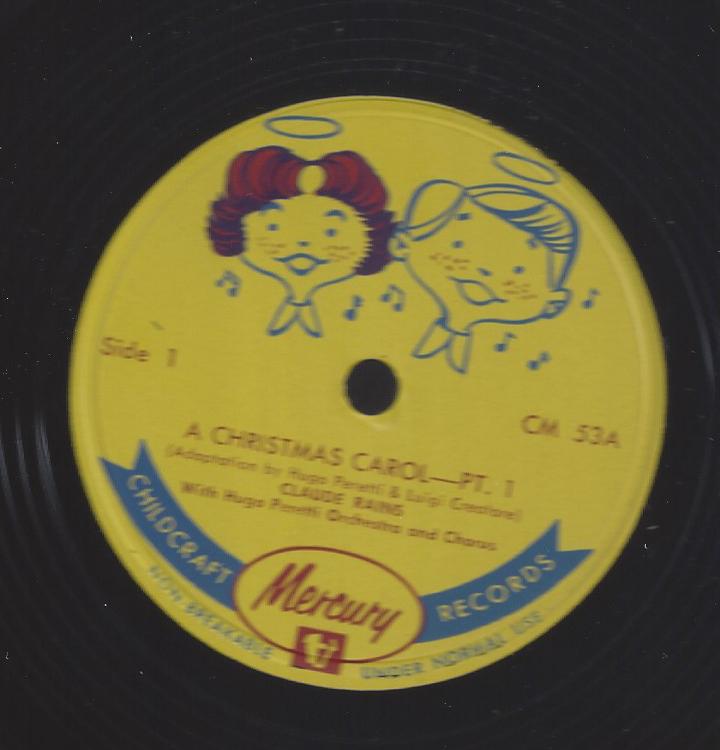 Side 1
CM 53A
A CHRISTMAS CAROL—PT. 1
(Adaptation by Hugo Peretti & Luigi Creatore)
CLAUDE RAINS
With Hugo Peretti Orchestra and Chorus
CHILDCRAFT
Mercury
RECORDS
NON-BREAKABLE UNDER NORMAL USE